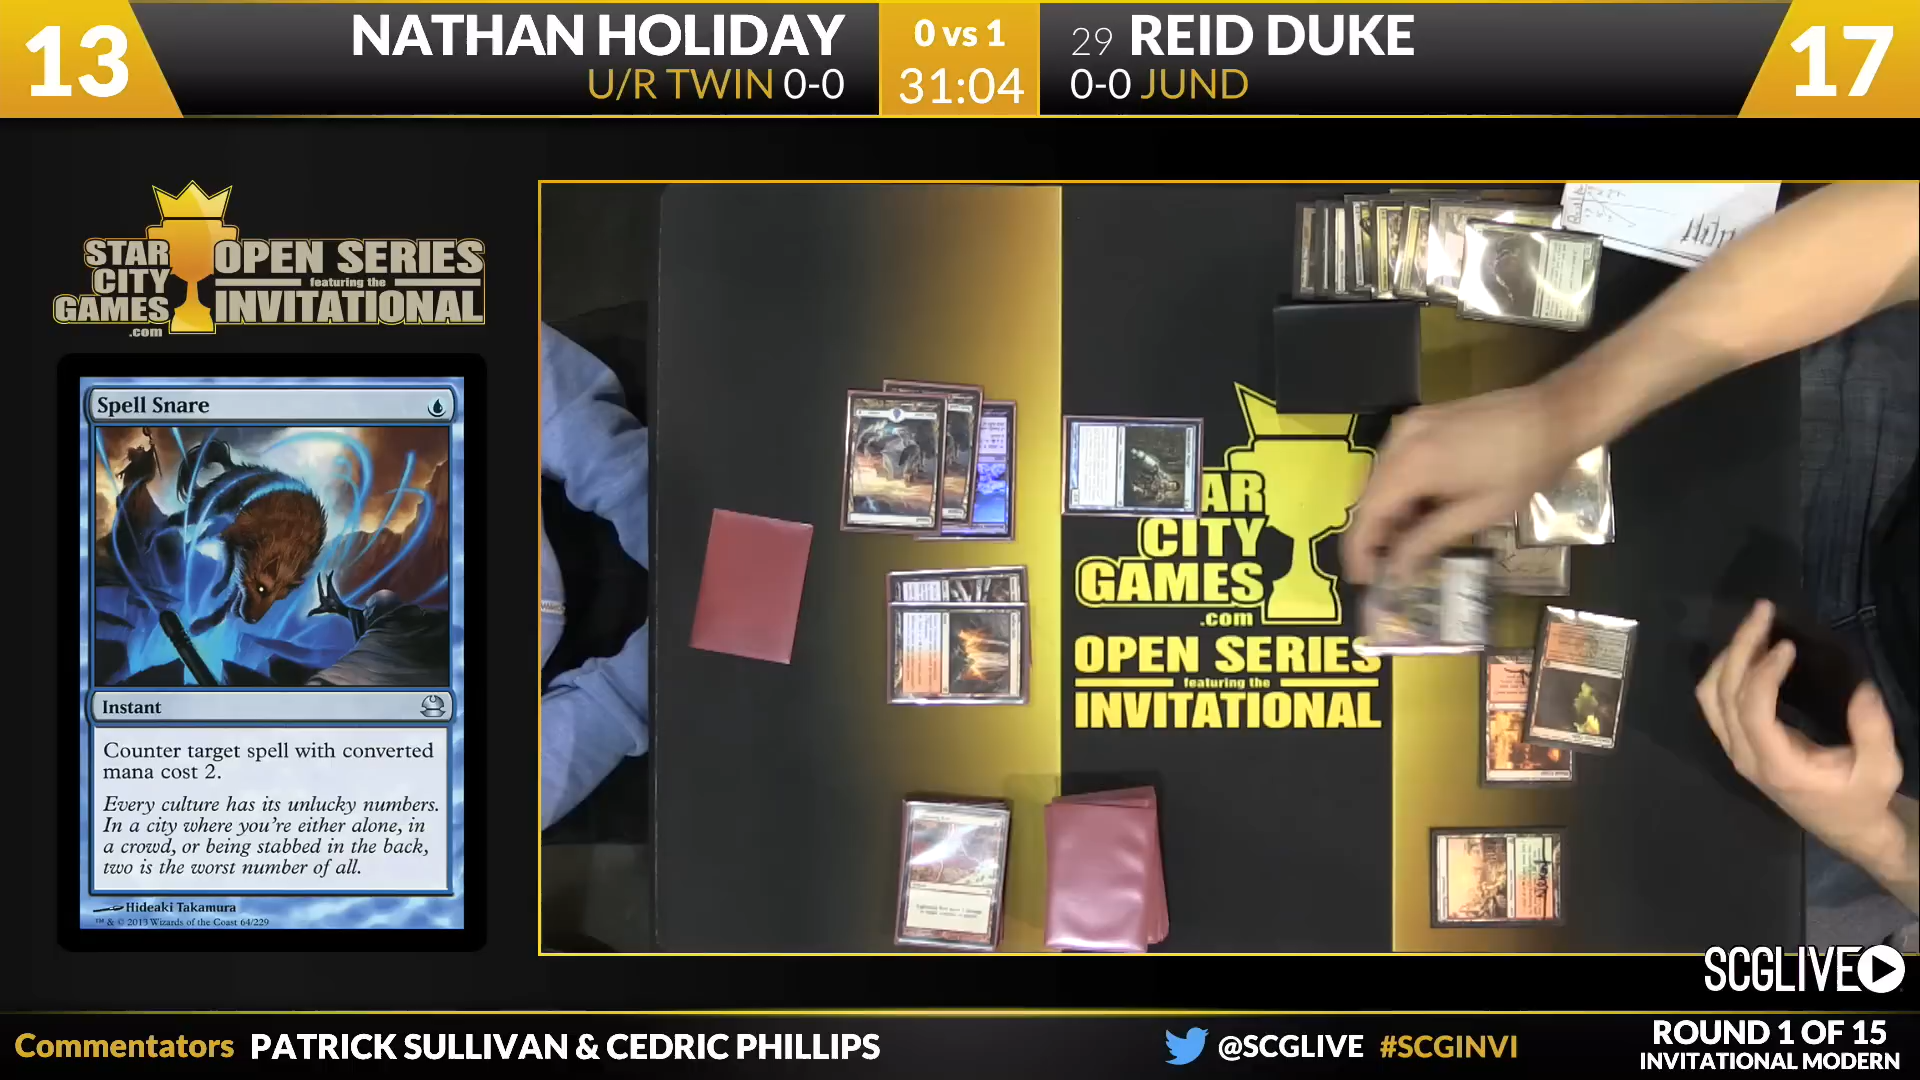 13
NATHAN HOLIDAY
U/R TWIN 0-0
0 vs 1
31:04
29 REID DUKE
0-0 JUND
17
STAR CITY GAMES .com
OPEN SERIES
featuring the
INVITATIONAL
Spell Snare
Instant
Counter target spell with converted
mana cost 2.
Every culture has its unlucky numbers.
In a city where you're either alone, in
a crowd, or being stabbed in the back,
two is the worst number of all.
Hideaki Takamura
™ & © 2013 Wizards of the Coast 64/229
AR
CITY
GAMES
.com
OPEN SERIES
featuring the
INVITATIONAL
SCGLIVE
Commentators PATRICK SULLIVAN & CEDRIC PHILLIPS
@SCGLIVE #SCGINVI
ROUND 1 OF 15
INVITATIONAL MODERN